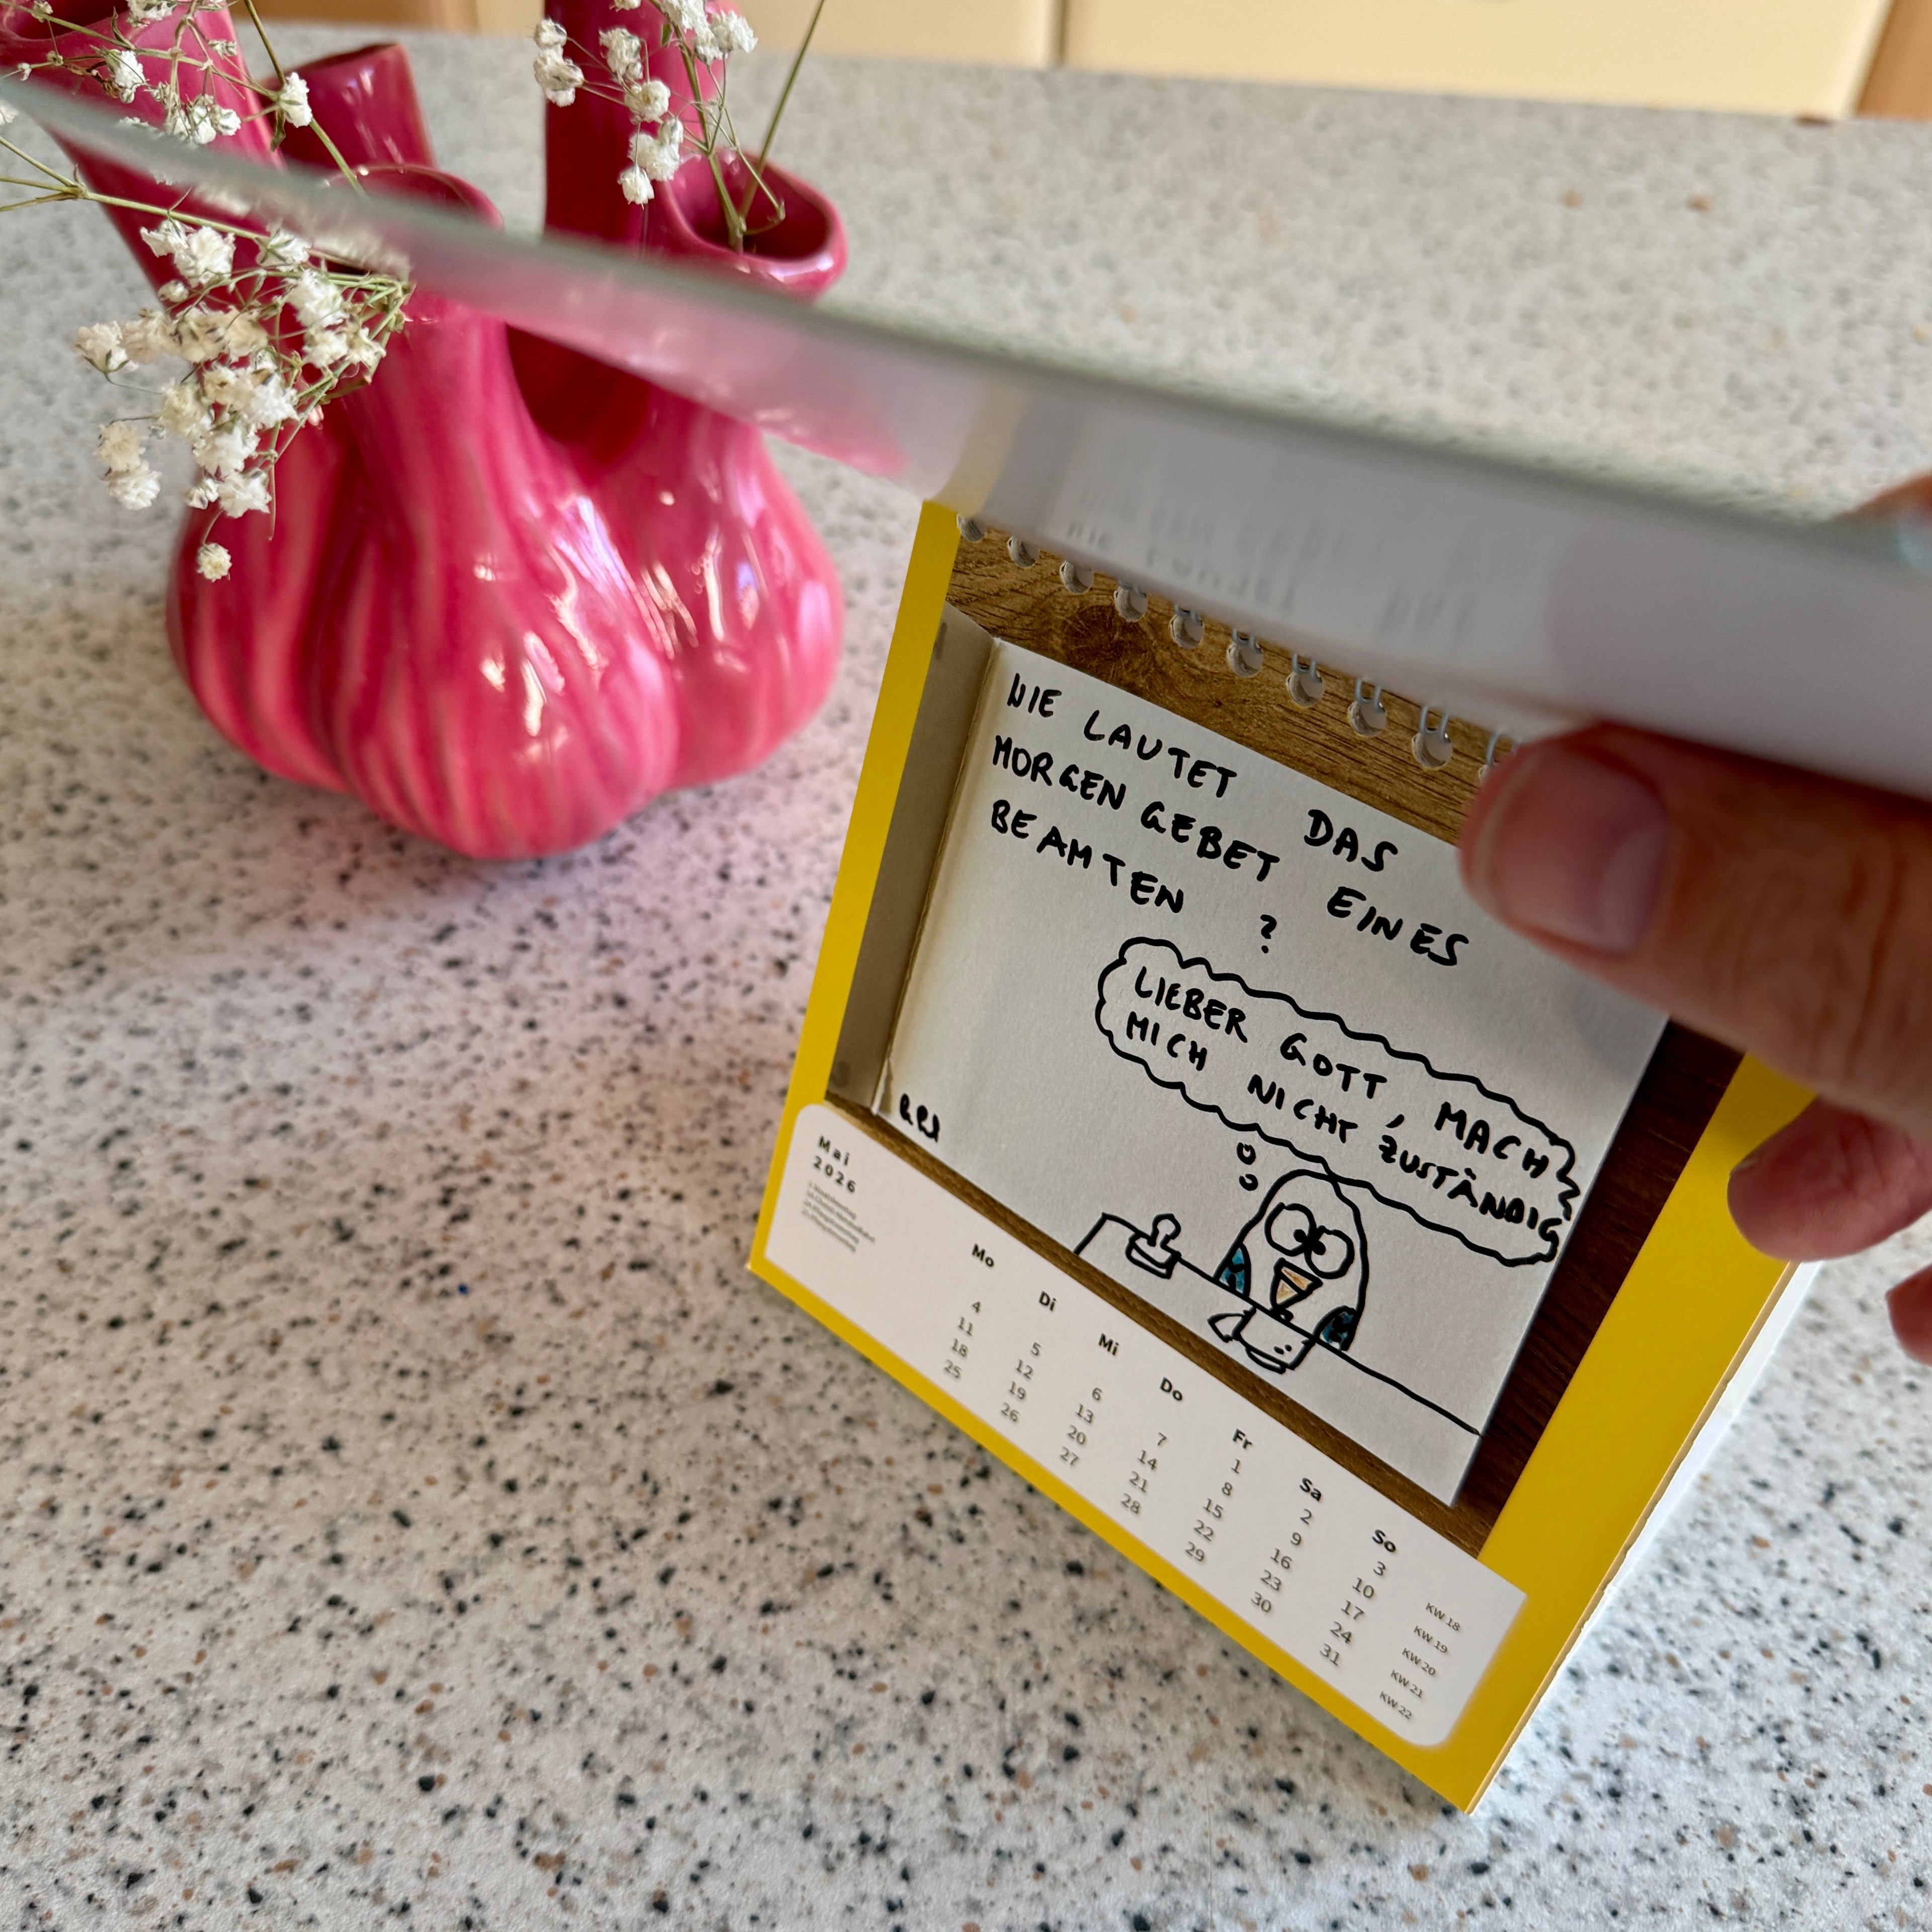 WIE LAUTET DAS
MORGENGEBET EINES
BEAMTEN ?
LIEBER GOTT, MACH
MICH NICHT ZUSTÄNDIG
Mai
2026
Mo Di Mi Do Fr Sa So
1 2 3 KW 18
4 5 6 7 8 9 10 KW 19
11 12 13 14 15 16 17 KW 20
18 19 20 21 22 23 24 KW 21
25 26 27 28 29 30 31 KW 22